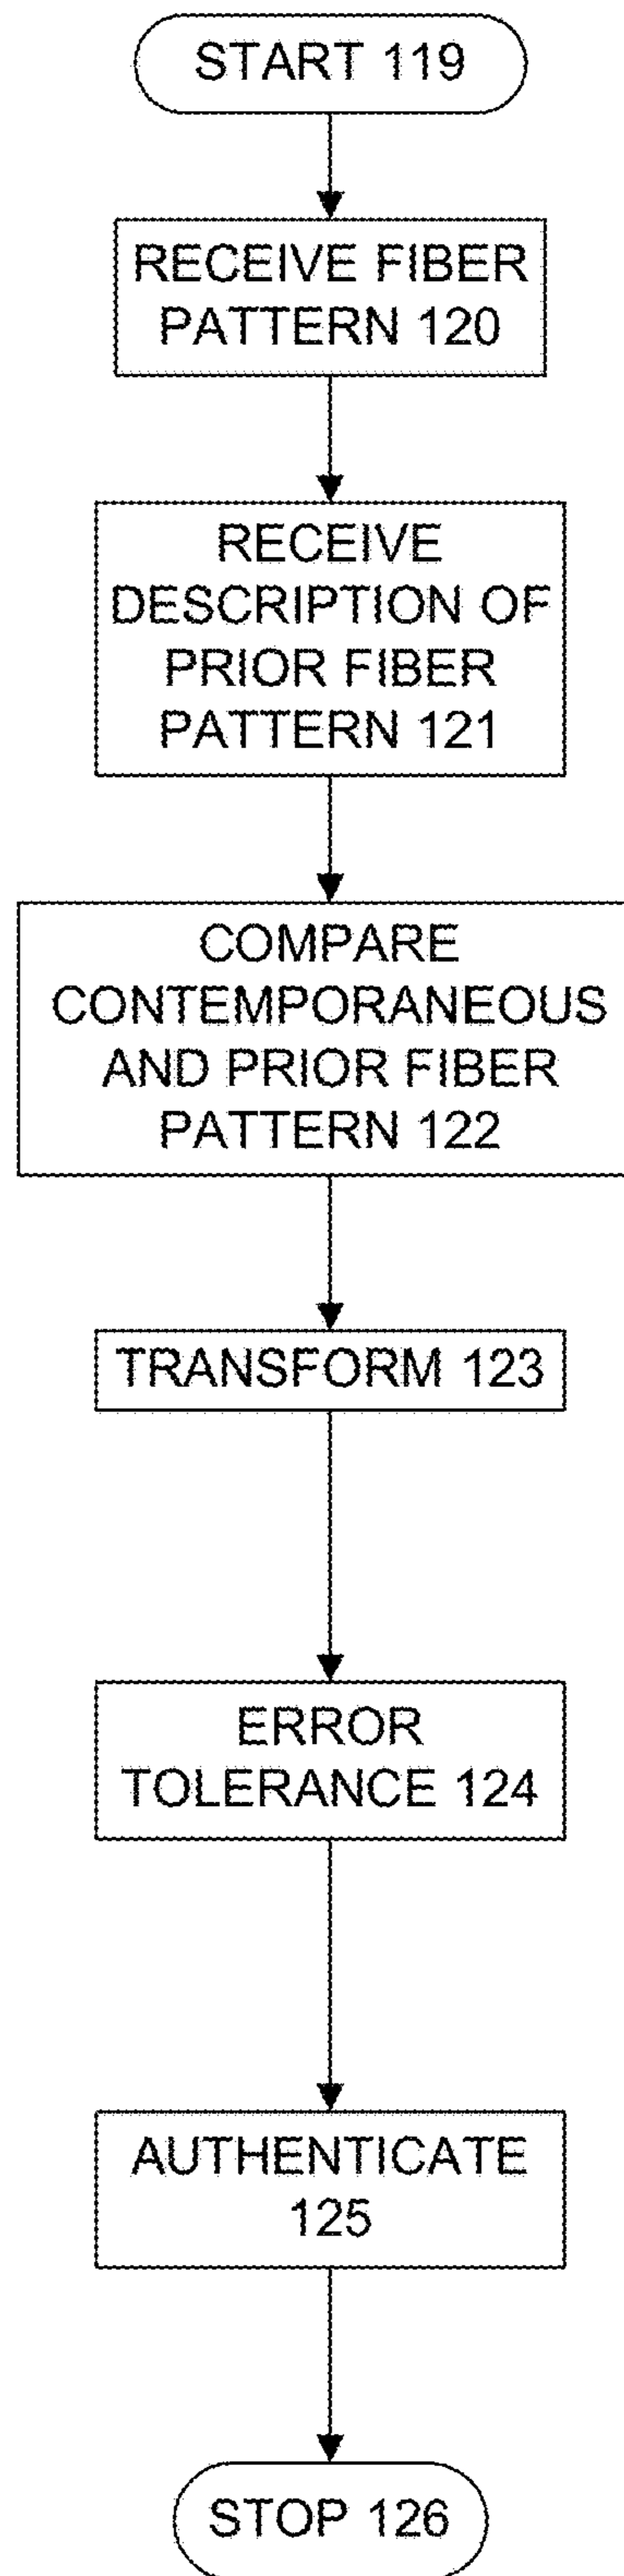 START 119
RECEIVE FIBER
PATTERN 120
RECEIVE
DESCRIPTION OF
PRIOR FIBER
PATTERN 121
COMPARE
CONTEMPORANEOUS
AND PRIOR FIBER
PATTERN 122
TRANSFORM 123
ERROR
TOLERANCE 124
AUTHENTICATE
125
STOP 126